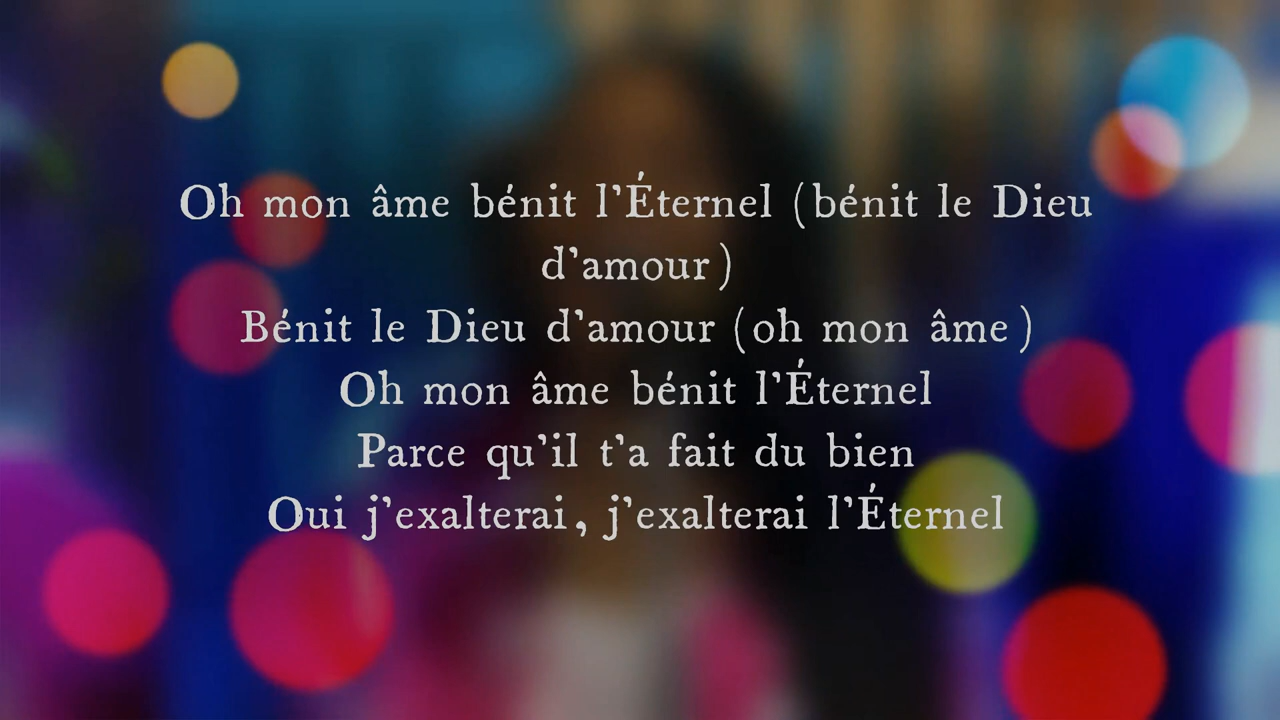 Oh mon âme bénit l'Éternel (bénit le Dieu
d'amour)
Bénit le Dieu d'amour (oh mon âme)
Oh mon âme bénit l'Éternel
Parce qu'il t'a fait du bien
Oui j'exalterai, j'exalterai l'Éternel